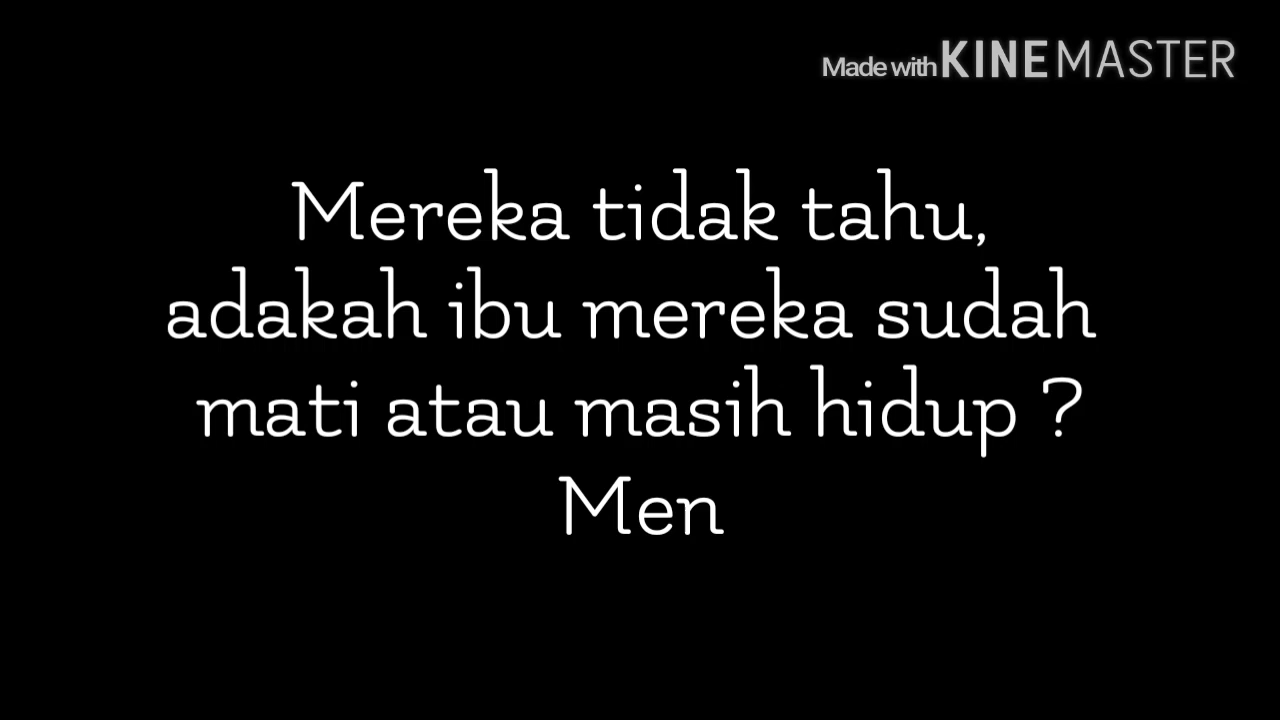 Made with KINEMASTER
Mereka tidak tahu,
adakah ibu mereka sudah
mati atau masih hidup ?
Men